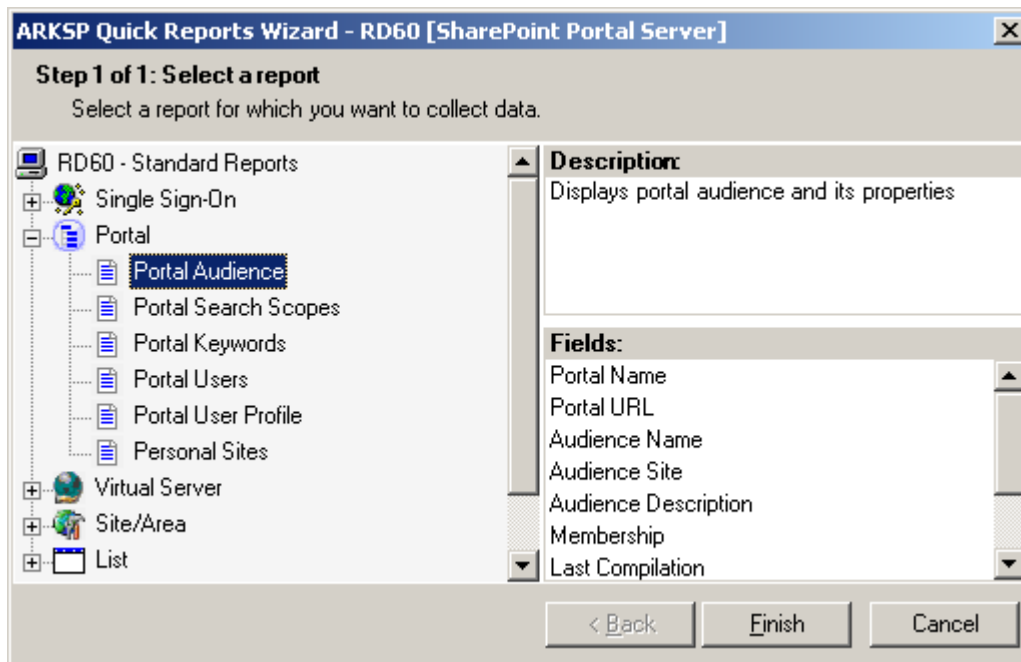 ARKSP Quick Reports Wizard - RD60 [SharePoint Portal Server]
Step 1 of 1: Select a report
Select a report for which you want to collect data.
RD60 - Standard Reports
Single Sign-On
Portal
Portal Audience
Portal Search Scopes
Portal Keywords
Portal Users
Portal User Profile
Personal Sites
Virtual Server
Site/Area
List
Description:
Displays portal audience and its properties
Fields:
Portal Name
Portal URL
Audience Name
Audience Site
Audience Description
Membership
Last Compilation
< Back
Finish
Cancel